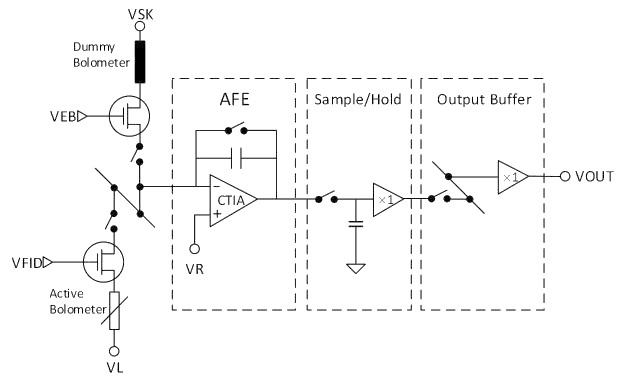 VSK
Dummy
Bolometer
VEB
AFE
Sample/Hold
Output Buffer
−
CTIA
+
×1
×1
VOUT
VR
VFID
Active
Bolometer
VL